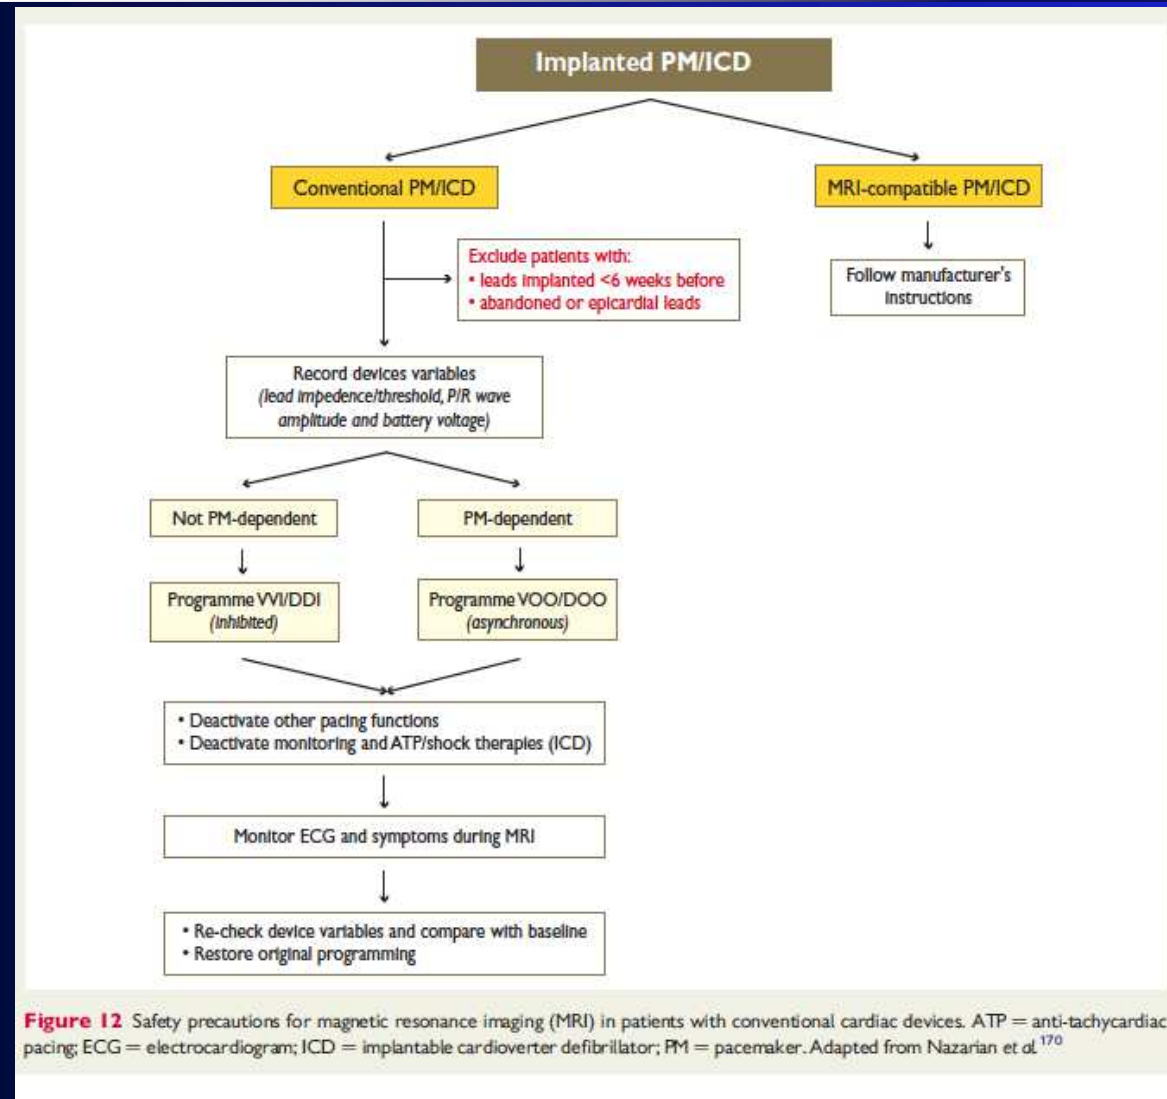 Implanted PM/ICD
Conventional PM/ICD
MRI-compatible PM/ICD
Exclude patients with:
• leads implanted <6 weeks before
• abandoned or epicardial leads
Follow manufacturer's
instructions
Record devices variables
(lead impedence/threshold, P/R wave
amplitude and battery voltage)
Not PM-dependent
PM-dependent
Programme VVI/DDI
(inhibited)
Programme VOO/DOO
(asynchronous)
• Deactivate other pacing functions
• Deactivate monitoring and ATP/shock therapies (ICD)
Monitor ECG and symptoms during MRI
• Re-check device variables and compare with baseline
• Restore original programming
Figure 12 Safety precautions for magnetic resonance imaging (MRI) in patients with conventional cardiac devices. ATP = anti-tachycardiac
pacing; ECG = electrocardiogram; ICD = implantable cardioverter defibrillator; PM = pacemaker. Adapted from Nazarian et al.170